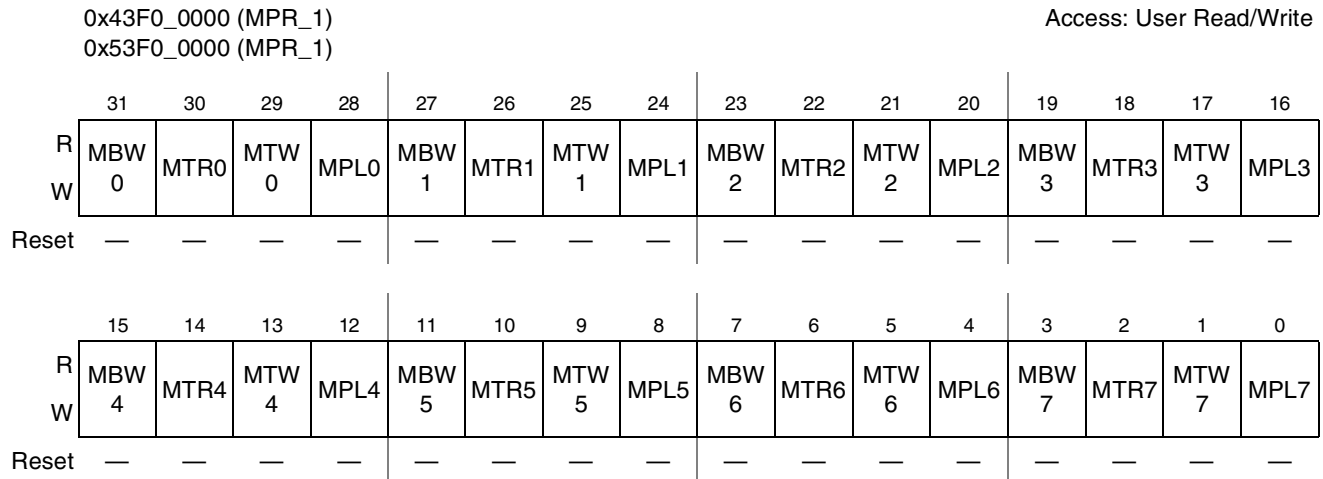 0x43F0_0000 (MPR_1) Access: User Read/Write
0x53F0_0000 (MPR_1)
31 30 29 28 27 26 25 24 23 22 21 20 19 18 17 16
R W MBW 0 MTR0 MTW 0 MPL0 MBW 1 MTR1 MTW 1 MPL1 MBW 2 MTR2 MTW 2 MPL2 MBW 3 MTR3 MTW 3 MPL3
Reset — — — — — — — — — — — — — — — —
15 14 13 12 11 10 9 8 7 6 5 4 3 2 1 0
R W MBW 4 MTR4 MTW 4 MPL4 MBW 5 MTR5 MTW 5 MPL5 MBW 6 MTR6 MTW 6 MPL6 MBW 7 MTR7 MTW 7 MPL7
Reset — — — — — — — — — — — — — — — —